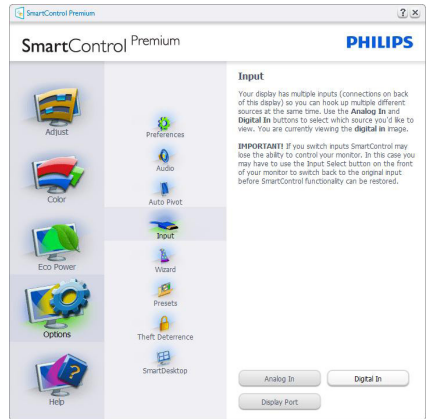 SmartControl Premium
? X
SmartControl Premium
PHILIPS
Adjust
Color
Eco Power
Options
Help
Preferences
Audio
Auto Pivot
Input
Wizard
Presets
Theft Deterrence
SmartDesktop
Input
Your display has multiple inputs (connections on back
of this display) so you can hook up multiple different
sources at the same time. Use the Analog In and
Digital In buttons to select which source you'd like to
view. You are currently viewing the digital in image.
IMPORTANT! If you switch inputs SmartControl may
lose the ability to control your monitor. In this case you
may have to use the Input Select button on the front
of your monitor to switch back to the original input
before SmartControl functionality can be restored.
Analog In
Digital In
Display Port